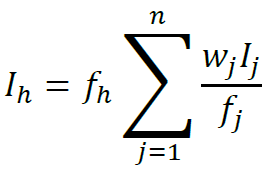 I_h = f_h \sum_{j=1}^{n} \frac{w_j I_j}{f_j}